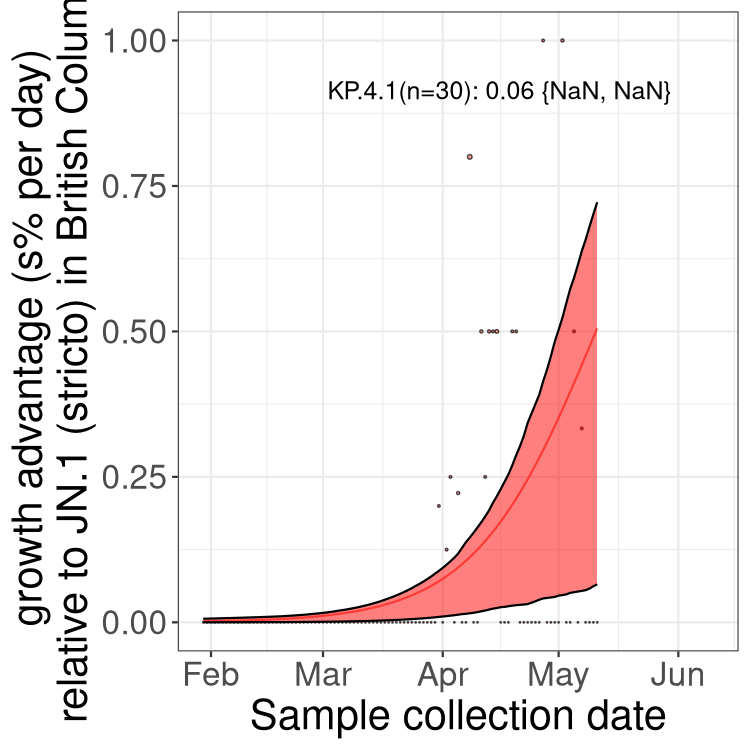 growth advantage (s% per day)
relative to JN.1 (stricto) in British Colum
1.00
0.75
0.50
0.25
0.00
KP.4.1(n=30): 0.06 {NaN, NaN}
Feb Mar Apr May Jun
Sample collection date